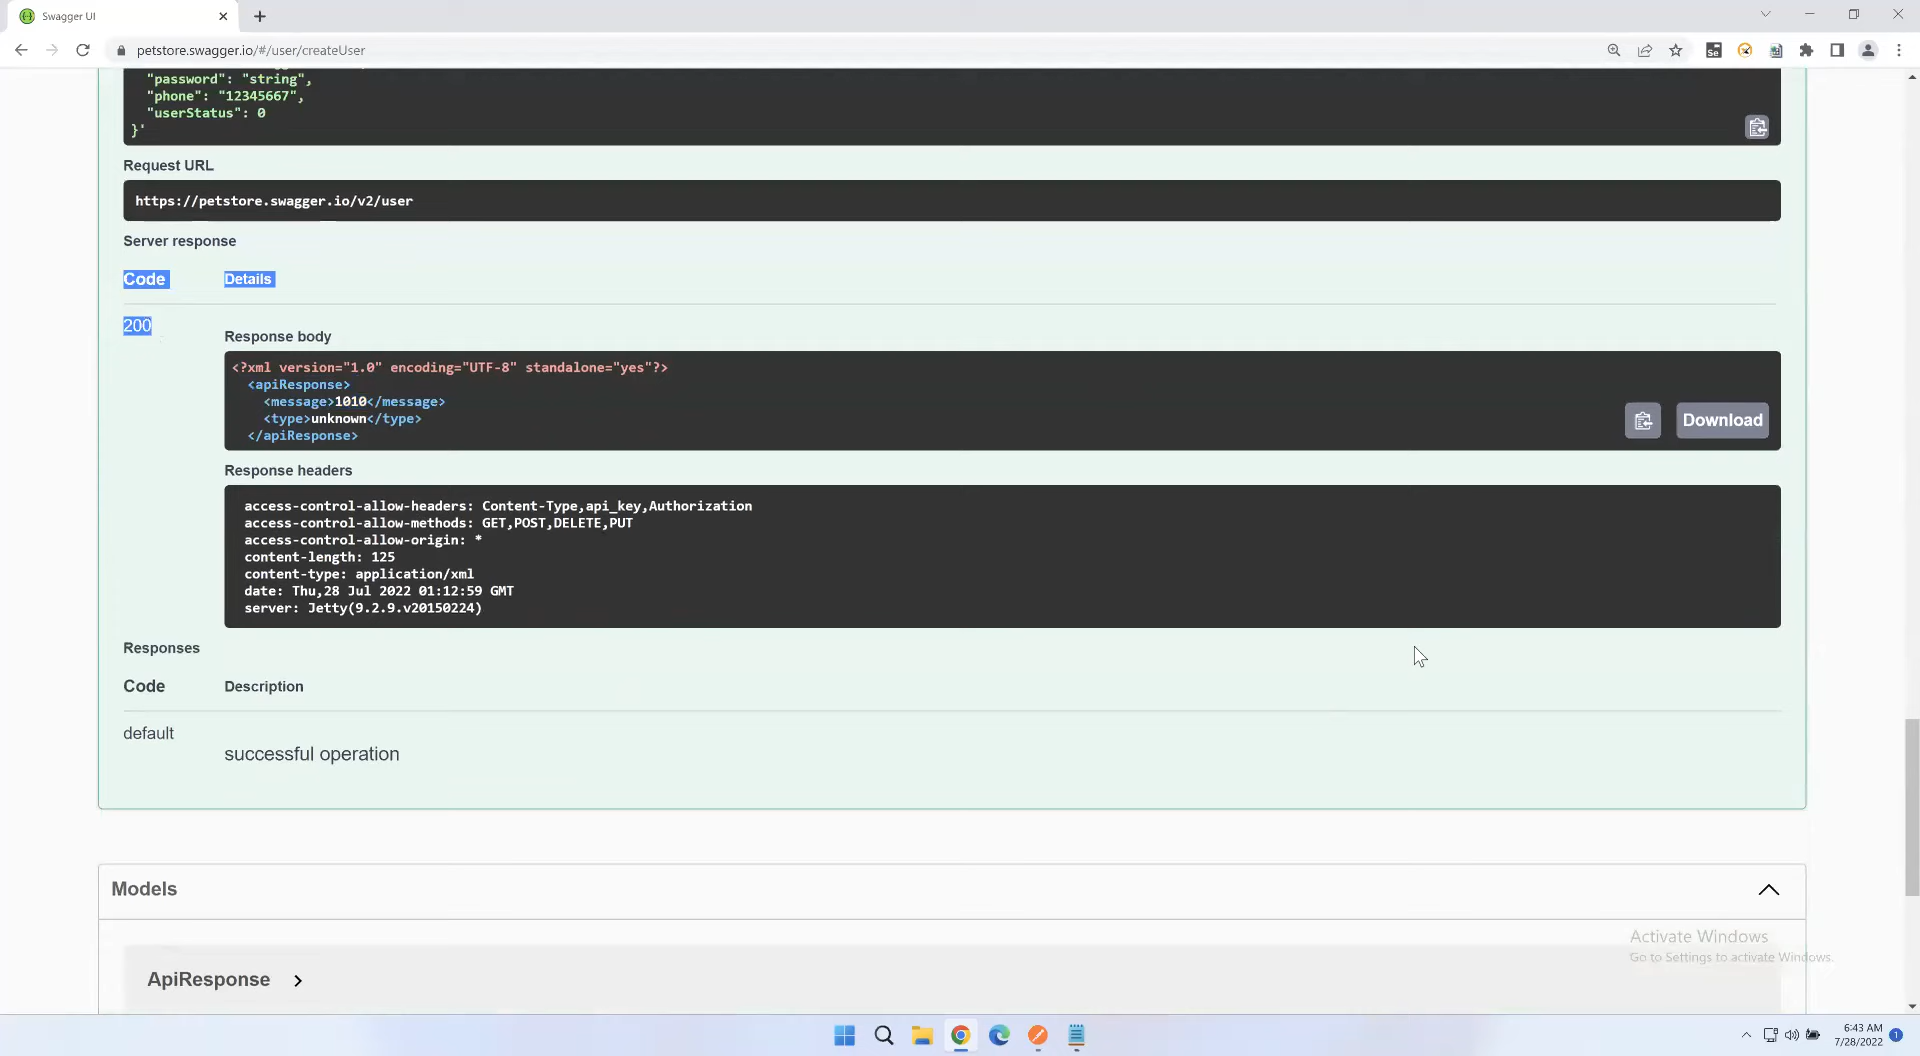 Swagger UI
petstore.swagger.io/#/user/createUser
"password": "string",
"phone": "12345667",
"userStatus": 0
}'
Request URL
https://petstore.swagger.io/v2/user
Server response
Code Details
200
Response body
<?xml version="1.0" encoding="UTF-8" standalone="yes"?>
<apiResponse>
<message>1010</message>
<type>unknown</type>
</apiResponse>
Download
Response headers
access-control-allow-headers: Content-Type,api_key,Authorization
access-control-allow-methods: GET,POST,DELETE,PUT
access-control-allow-origin: *
content-length: 125
content-type: application/xml
date: Thu,28 Jul 2022 01:12:59 GMT
server: Jetty(9.2.9.v20150224)
Responses
Code Description
default
successful operation
Models
Activate Windows
Go to Settings to activate Windows.
ApiResponse
6:43 AM
7/28/2022
1